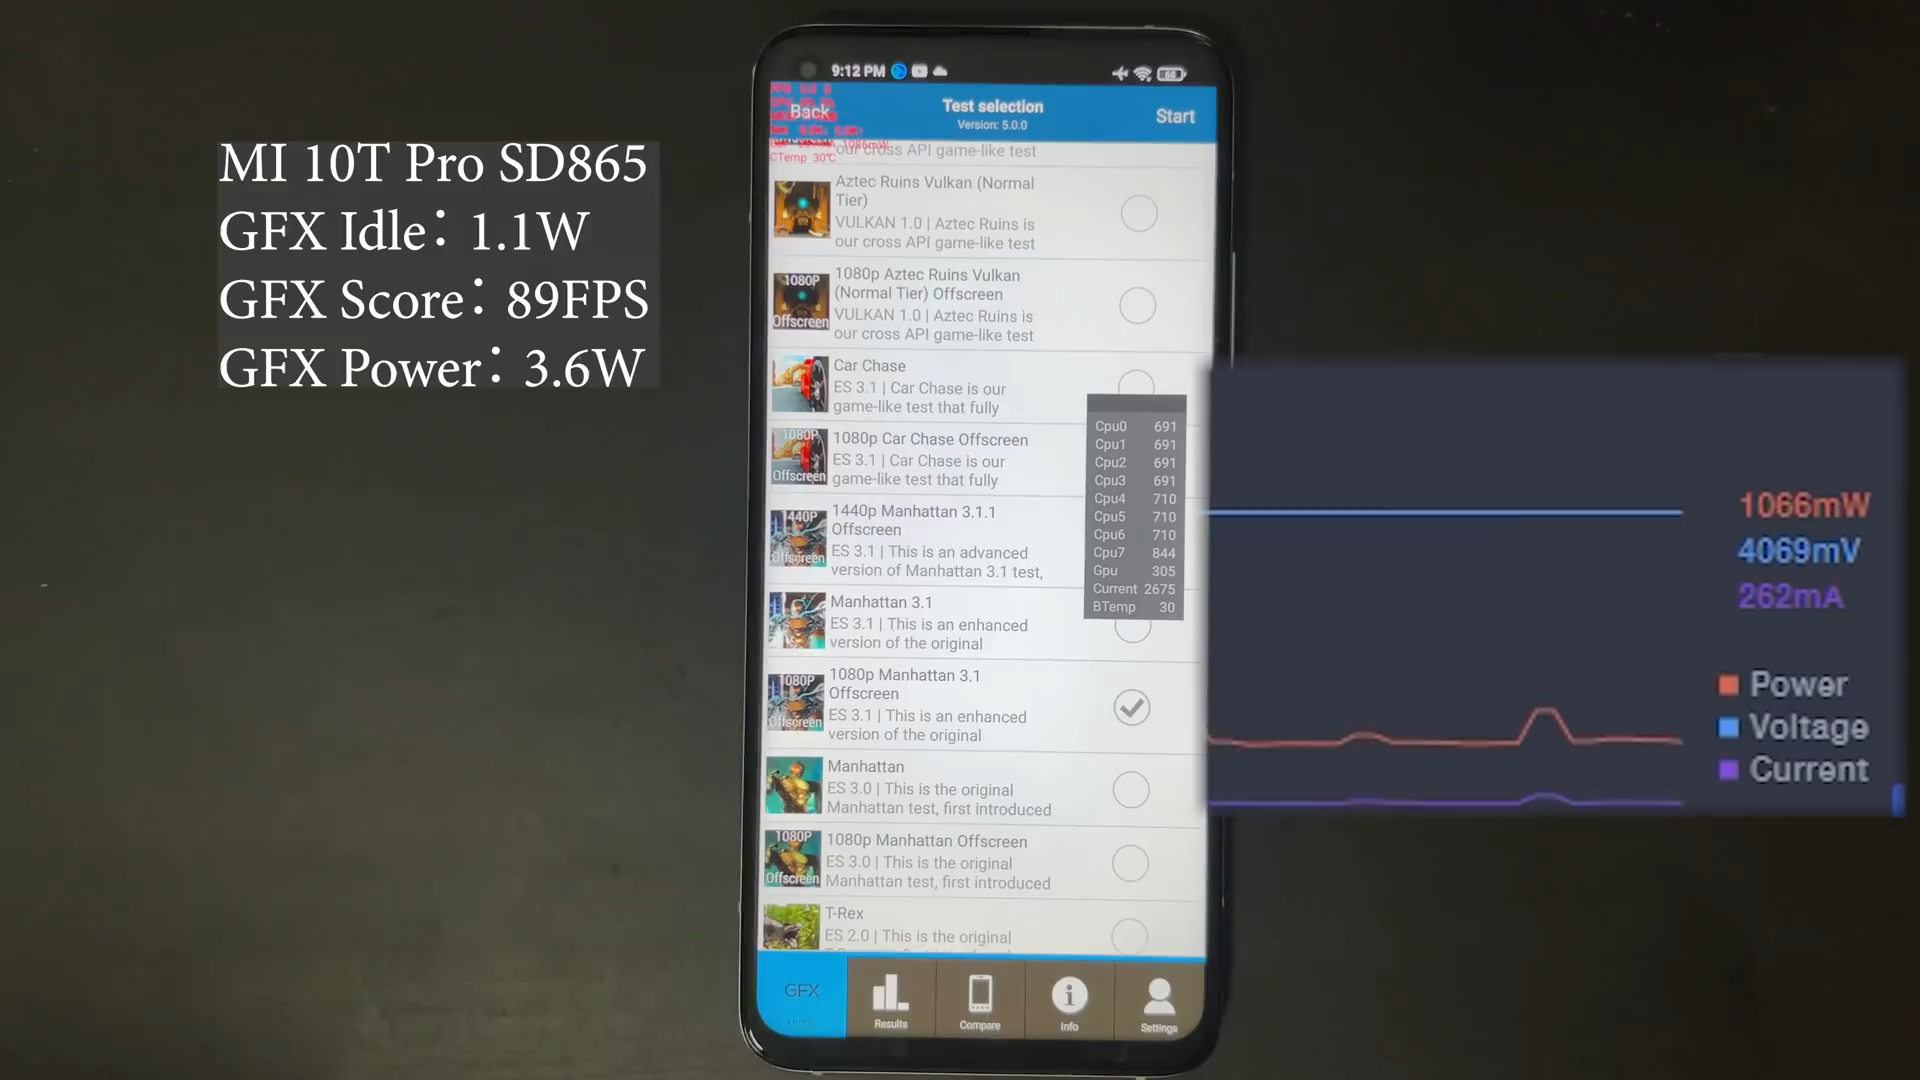 MI 10T Pro SD865
GFX Idle：1.1W
GFX Score：89FPS
GFX Power：3.6W
9:12 PM
68
Back
Test selection
Version: 5.0.0
Start
1086mW
CTemp 30℃
our cross API game-like test
Aztec Ruins Vulkan (Normal
Tier)
VULKAN 1.0 | Aztec Ruins is
our cross API game-like test
1080P
Offscreen
1080p Aztec Ruins Vulkan
(Normal Tier) Offscreen
VULKAN 1.0 | Aztec Ruins is
our cross API game-like test
Car Chase
ES 3.1 | Car Chase is our
game-like test that fully
1080P
Offscreen
1080p Car Chase Offscreen
ES 3.1 | Car Chase is our
game-like test that fully
1440P
Offscreen
1440p Manhattan 3.1.1
Offscreen
ES 3.1 | This is an advanced
version of Manhattan 3.1 test,
Manhattan 3.1
ES 3.1 | This is an enhanced
version of the original
1080P
Offscreen
1080p Manhattan 3.1
Offscreen
ES 3.1 | This is an enhanced
version of the original
Manhattan
ES 3.0 | This is the original
Manhattan test, first introduced
1080P
Offscreen
1080p Manhattan Offscreen
ES 3.0 | This is the original
Manhattan test, first introduced
T-Rex
ES 2.0 | This is the original
Cpu0 691
Cpu1 691
Cpu2 691
Cpu3 691
Cpu4 710
Cpu5 710
Cpu6 710
Cpu7 844
Gpu 305
Current 2675
BTemp 30
1066mW
4069mV
262mA
Power
Voltage
Current
GFX
Home
Results
Compare
Info
Settings